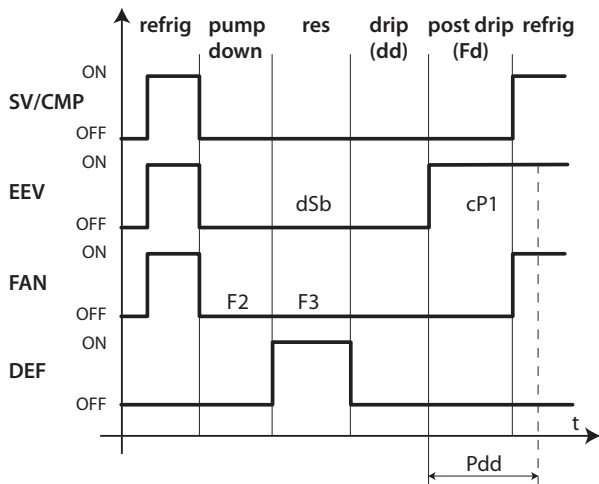 refrig pump down res drip (dd) post drip (Fd) refrig
SV/CMP
ON
OFF
EEV
ON
OFF
dSb
cP1
FAN
ON
OFF
F2
F3
DEF
ON
OFF
t
Pdd